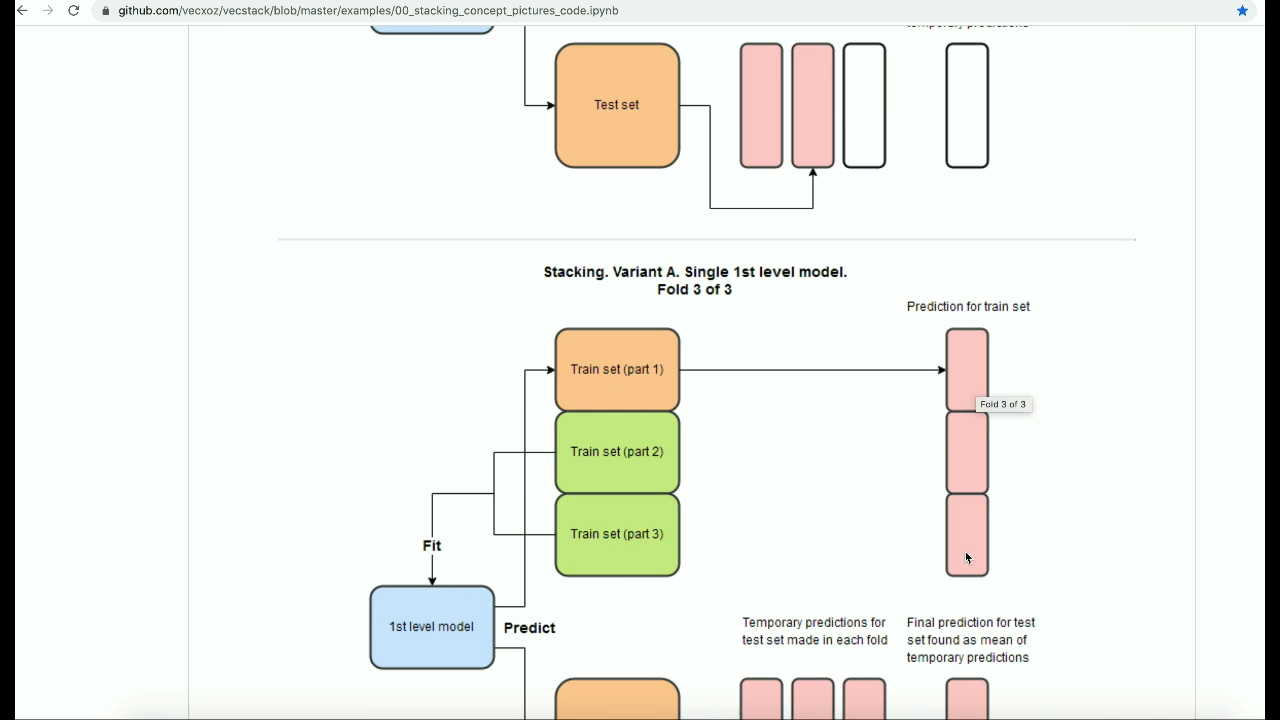 github.com/vecxoz/vecstack/blob/master/examples/00_stacking_concept_pictures_code.ipynb
temporary predictions
Test set
Stacking. Variant A. Single 1st level model.
Fold 3 of 3
Prediction for train set
Train set (part 1)
Fold 3 of 3
Train set (part 2)
Train set (part 3)
Fit
1st level model
Predict
Temporary predictions for
test set made in each fold
Final prediction for test
set found as mean of
temporary predictions